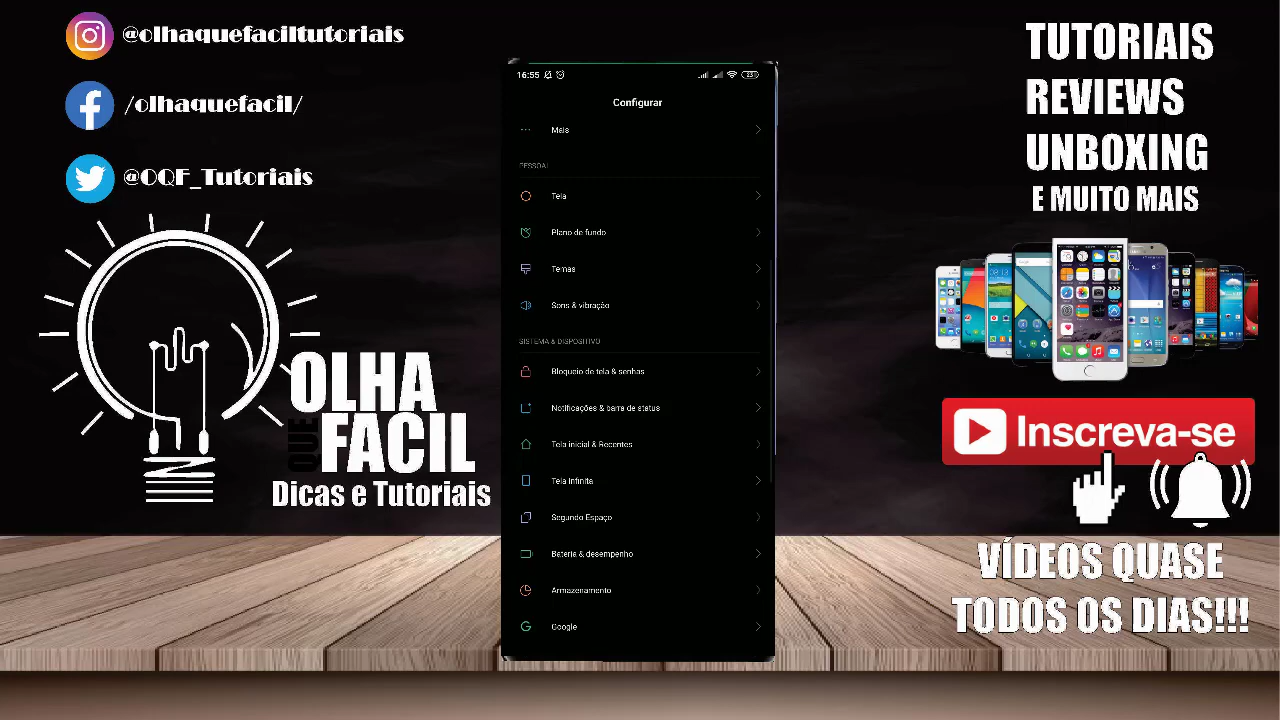 @olhaquefaciltutoriais
/olhaquefacil/
@OQF_Tutoriais
OLHA
QUE
FACIL
Dicas e Tutoriais
16:55
Configurar
Mais
PESSOAL
Tela
Plano de fundo
Temas
Sons & vibração
SISTEMA & DISPOSITIVO
Bloqueio de tela & senhas
Notificações & barra de status
Tela inicial & Recentes
Tela infinita
Segundo Espaço
Bateria & desempenho
Armazenamento
Google
TUTORIAIS
REVIEWS
UNBOXING
E MUITO MAIS
Inscreva-se
VÍDEOS QUASE
TODOS OS DIAS!!!